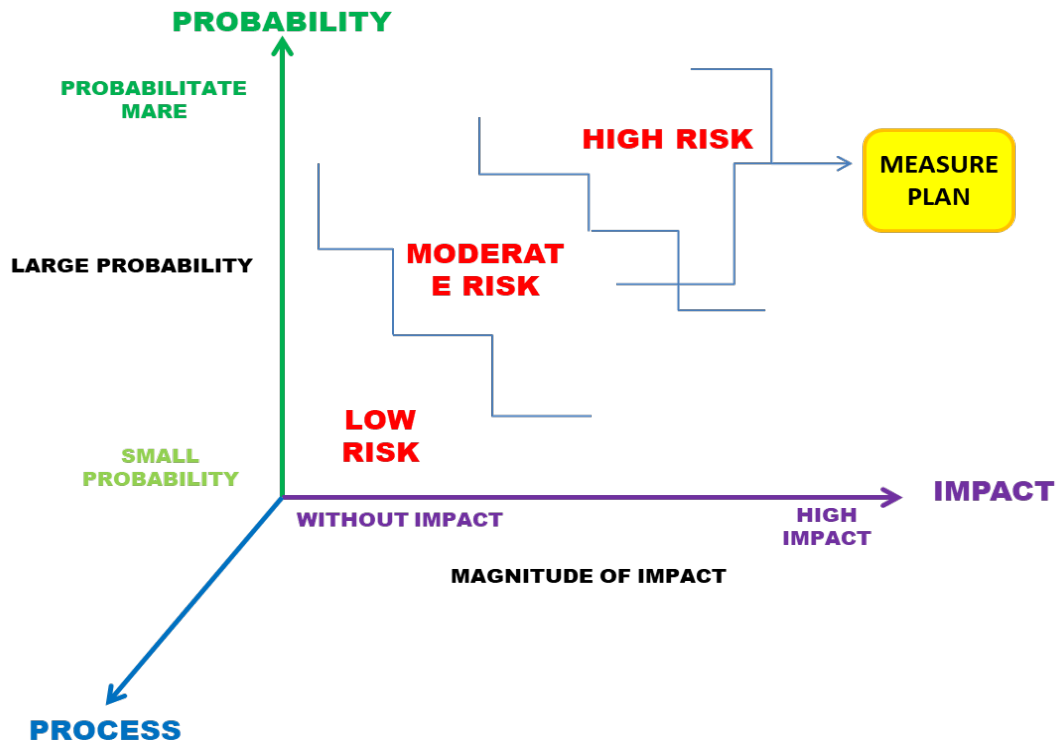 PROBABILITY
PROBABILITATE
MARE
HIGH RISK
MEASURE
PLAN
LARGE PROBABILITY
MODERAT
E RISK
LOW
RISK
SMALL
PROBABILITY
IMPACT
WITHOUT IMPACT
HIGH
IMPACT
MAGNITUDE OF IMPACT
PROCESS